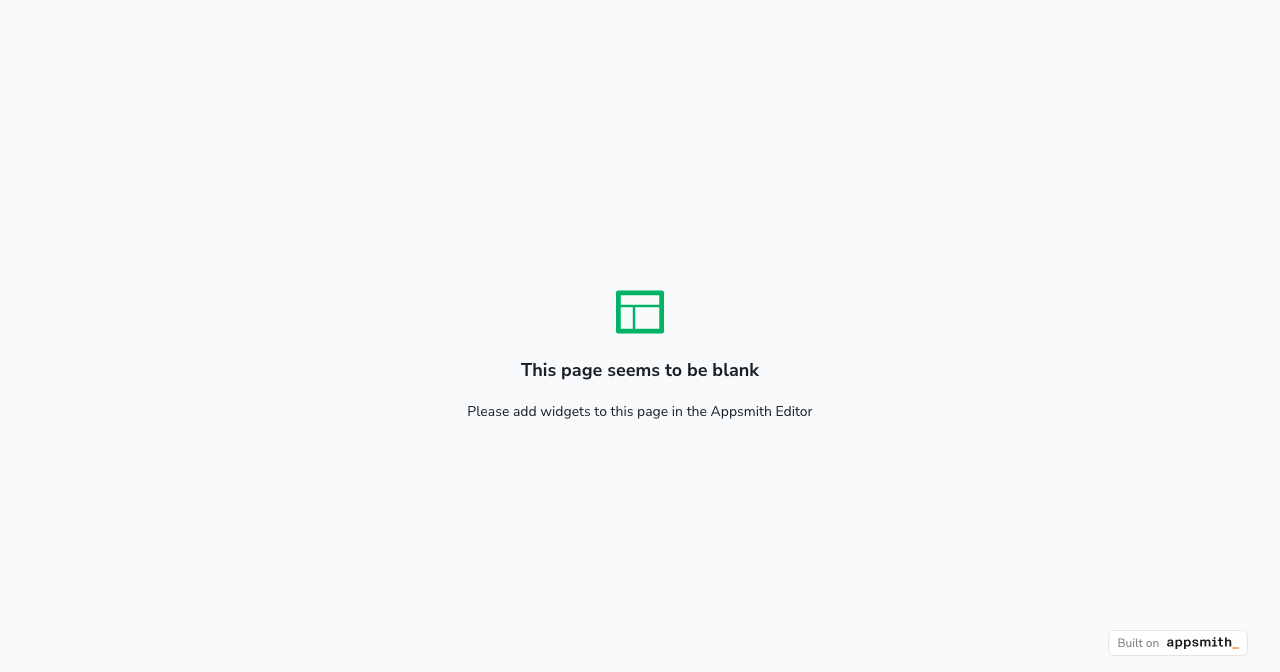 This page seems to be blank
Please add widgets to this page in the Appsmith Editor
Built on appsmith_